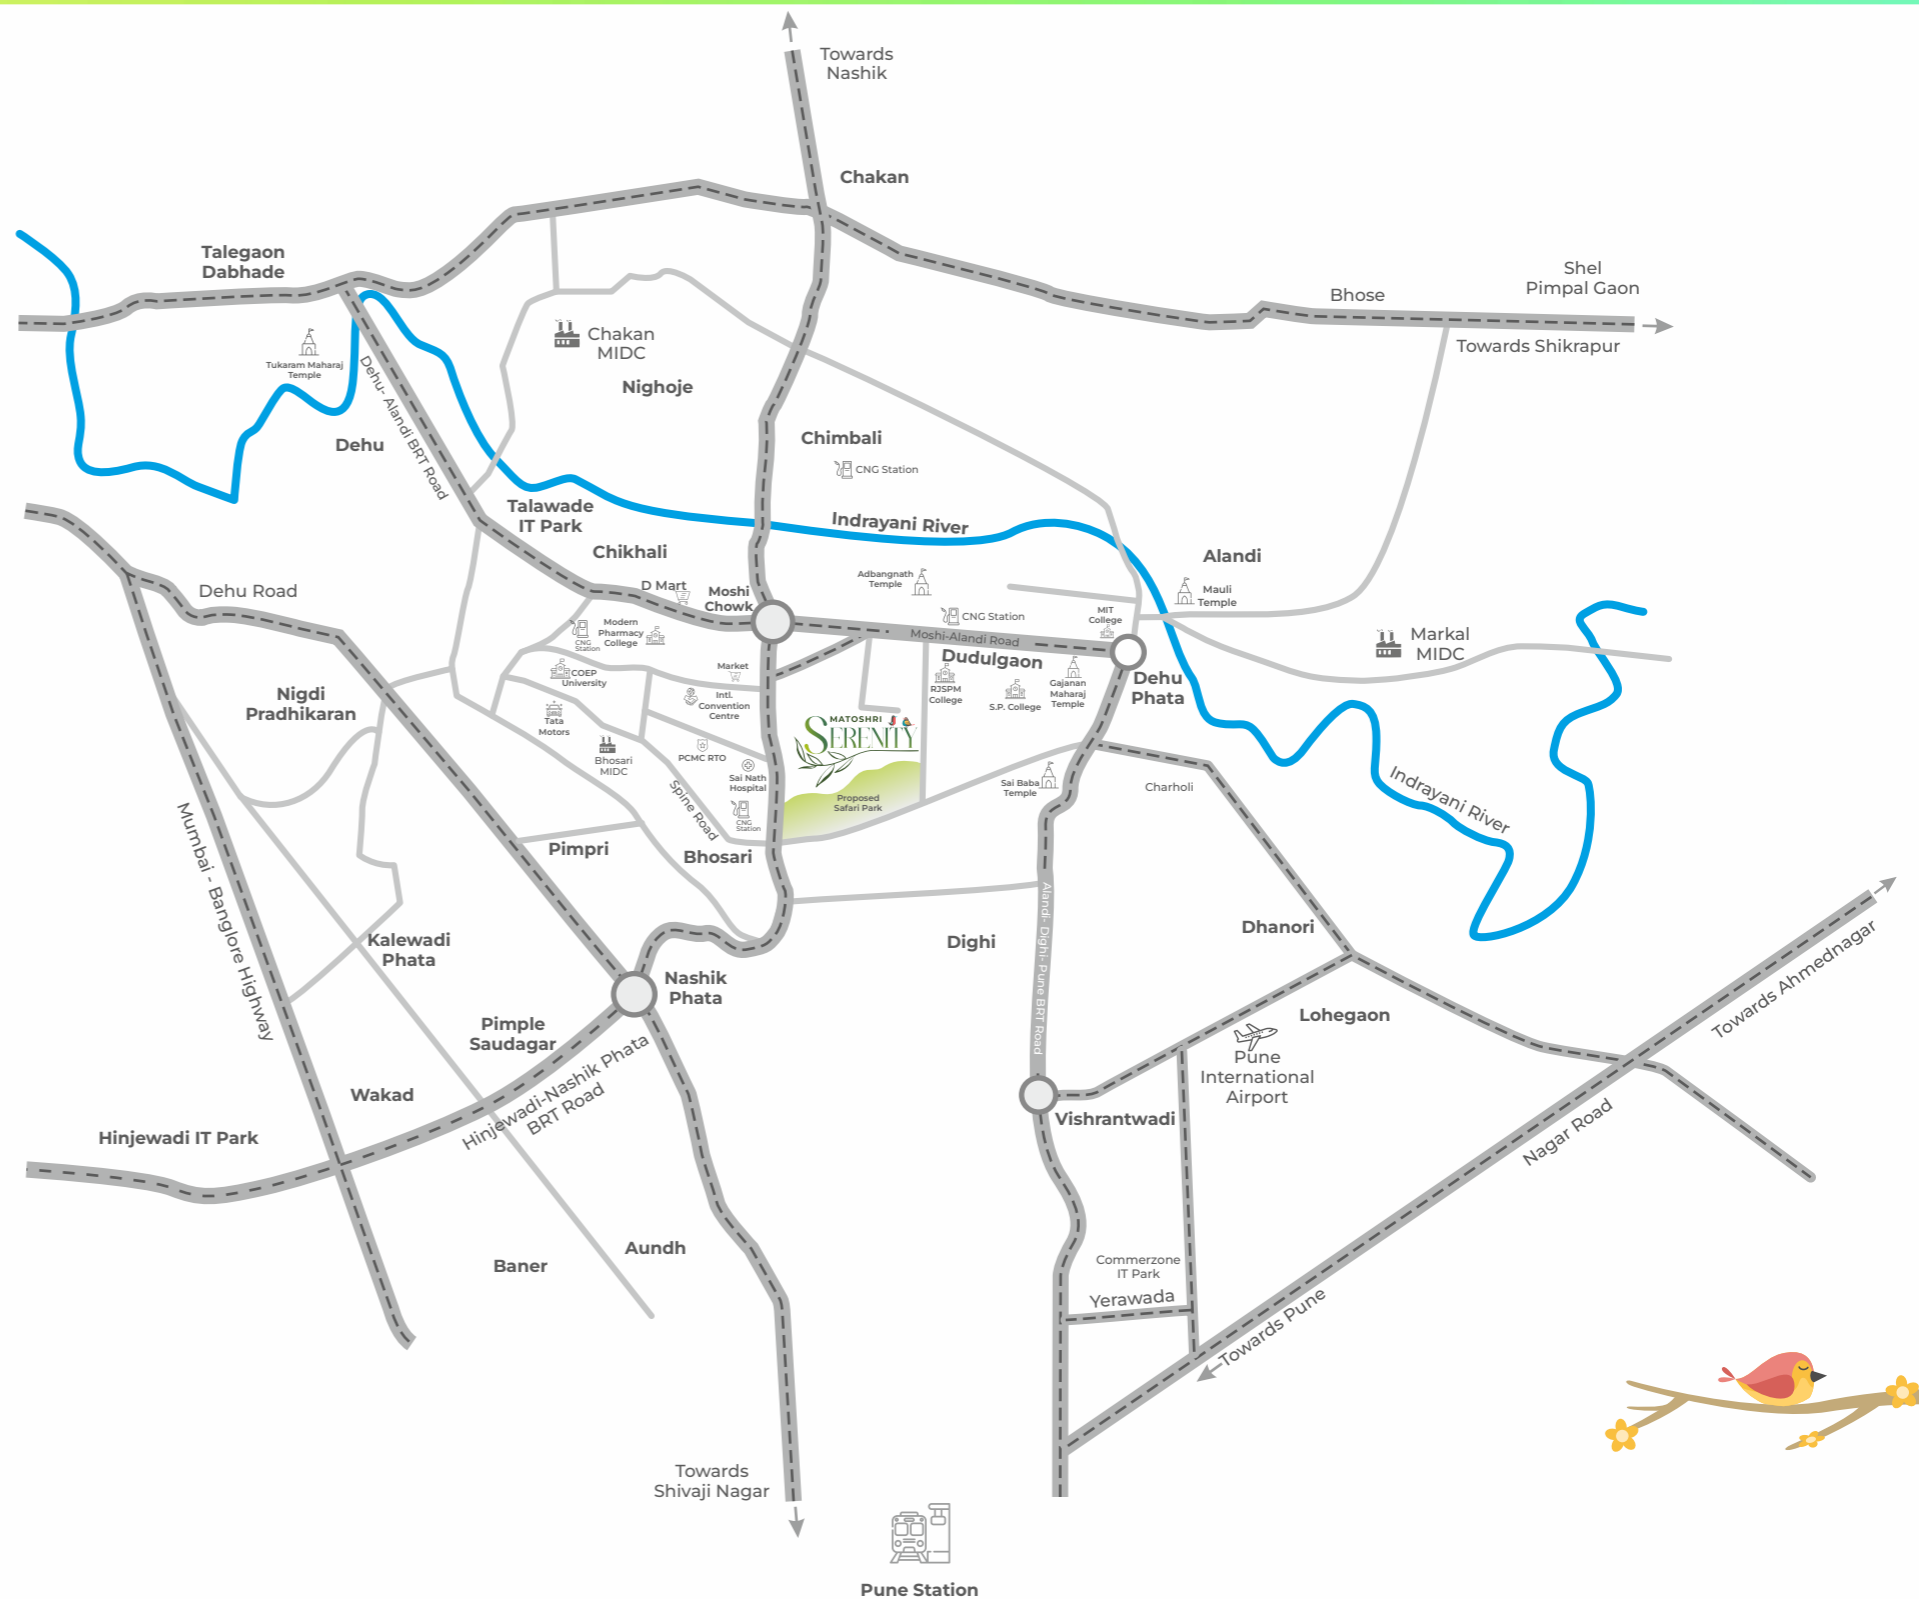 Towards
Nashik
Chakan
Talegaon
Dabhade
Shel
Pimpal Gaon
Bhose
Towards Shikrapur
Chakan
MIDC
Tukaram Maharaj
Temple
Nighoje
Dehu- Alandi BRT Road
Dehu
Chimbali
CNG Station
Talawade
IT Park
Indrayani River
Chikhali
Alandi
Dehu Road
D Mart
Moshi
Chowk
Adbangnath
Temple
Mauli
Temple
CNG Station
MIT
College
Modern
Pharmacy
College
CNG
Station
Moshi-Alandi Road
Dudulgaon
Markal
MIDC
Market
COEP
University
RJSPM
College
S.P. College
Gajanan
Maharaj
Temple
Dehu
Phata
Nigdi
Pradhikaran
Intl.
Convention
Centre
Tata
Motors
MATOSHRI
SERENITY
Bhosari
MIDC
PCMC RTO
Sai Nath
Hospital
Spine Road
CNG
Station
Proposed
Safari Park
Sai Baba
Temple
Charholi
Indrayani River
Mumbai - Banglore Highway
Pimpri
Bhosari
Alandi- Dighi- Pune BRT Road
Dighi
Dhanori
Kalewadi
Phata
Nashik
Phata
Towards Ahmednagar
Pimple
Saudagar
Lohegaon
Pune
International
Airport
Hinjewadi-Nashik Phata
BRT Road
Wakad
Vishrantwadi
Nagar Road
Hinjewadi IT Park
Aundh
Baner
Commerzone
IT Park
Yerawada
Towards Pune
Towards
Shivaji Nagar
Pune Station